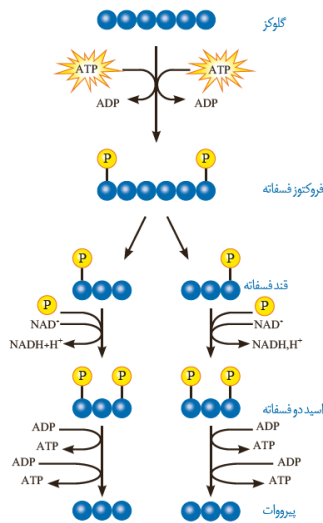 گلوکز
ATP ATP
ADP ADP
P P
فروکتوز فسفاته
P P
قند فسفاته
P P
NAD⁻ NAD⁻
NADH+H⁺ NADH,H⁺
P P P P
اسید دو فسفاته
ADP ADP
ATP ATP
ADP ADP
ATP ATP
پیرووات